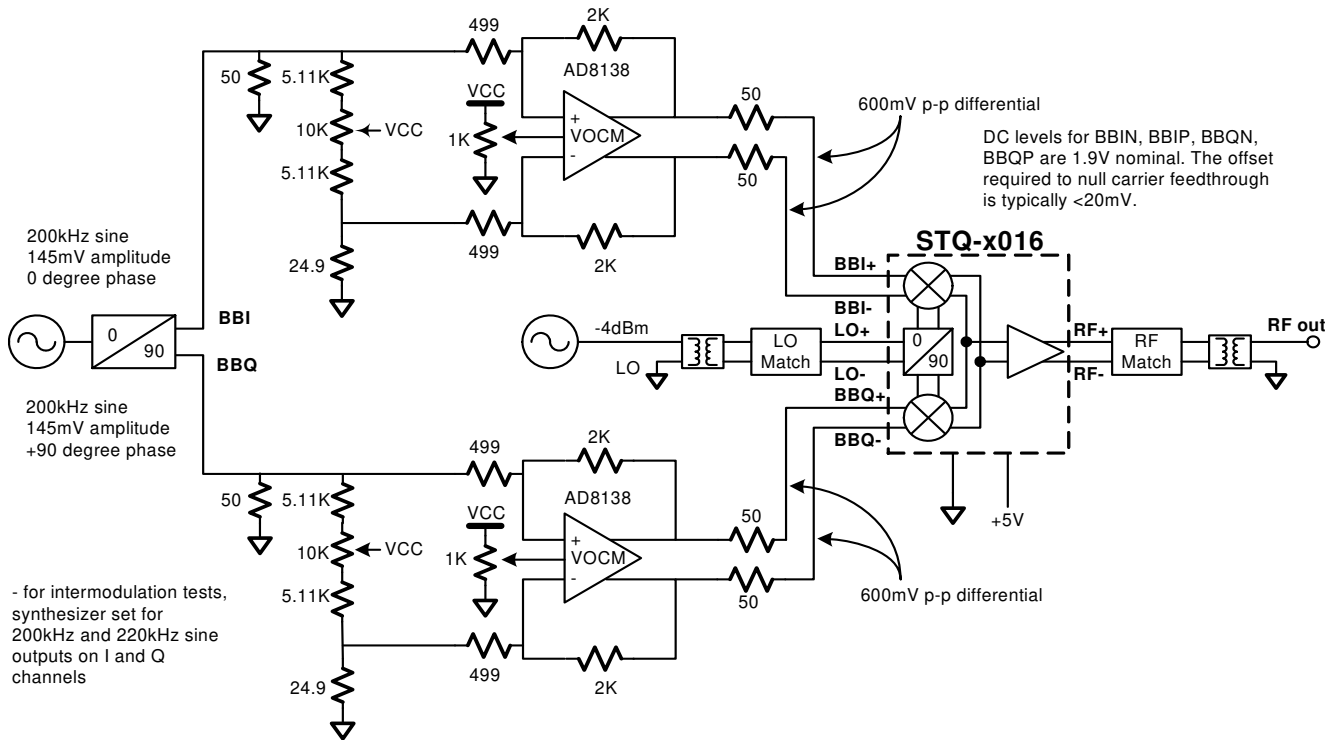 499
2K
AD8138
50
5.11K
VCC
1K
+
VOCM
-
10K
VCC
5.11K
50
50
499
2K
24.9
600mV p-p differential
DC levels for BBIN, BBIP, BBQN,
BBQP are 1.9V nominal. The offset
required to null carrier feedthrough
is typically <20mV.
200kHz sine
145mV amplitude
0 degree phase
0
90
BBI
BBQ
200kHz sine
145mV amplitude
+90 degree phase
STQ-x016
BBI+
BBI-
-4dBm
LO
LO
Match
LO+
LO-
0
90
BBQ+
BBQ-
RF+
RF-
RF
Match
RF out
+5V
499
2K
AD8138
50
5.11K
VCC
1K
+
VOCM
-
10K
VCC
5.11K
50
50
499
2K
24.9
600mV p-p differential
- for intermodulation tests,
synthesizer set for
200kHz and 220kHz sine
outputs on I and Q
channels